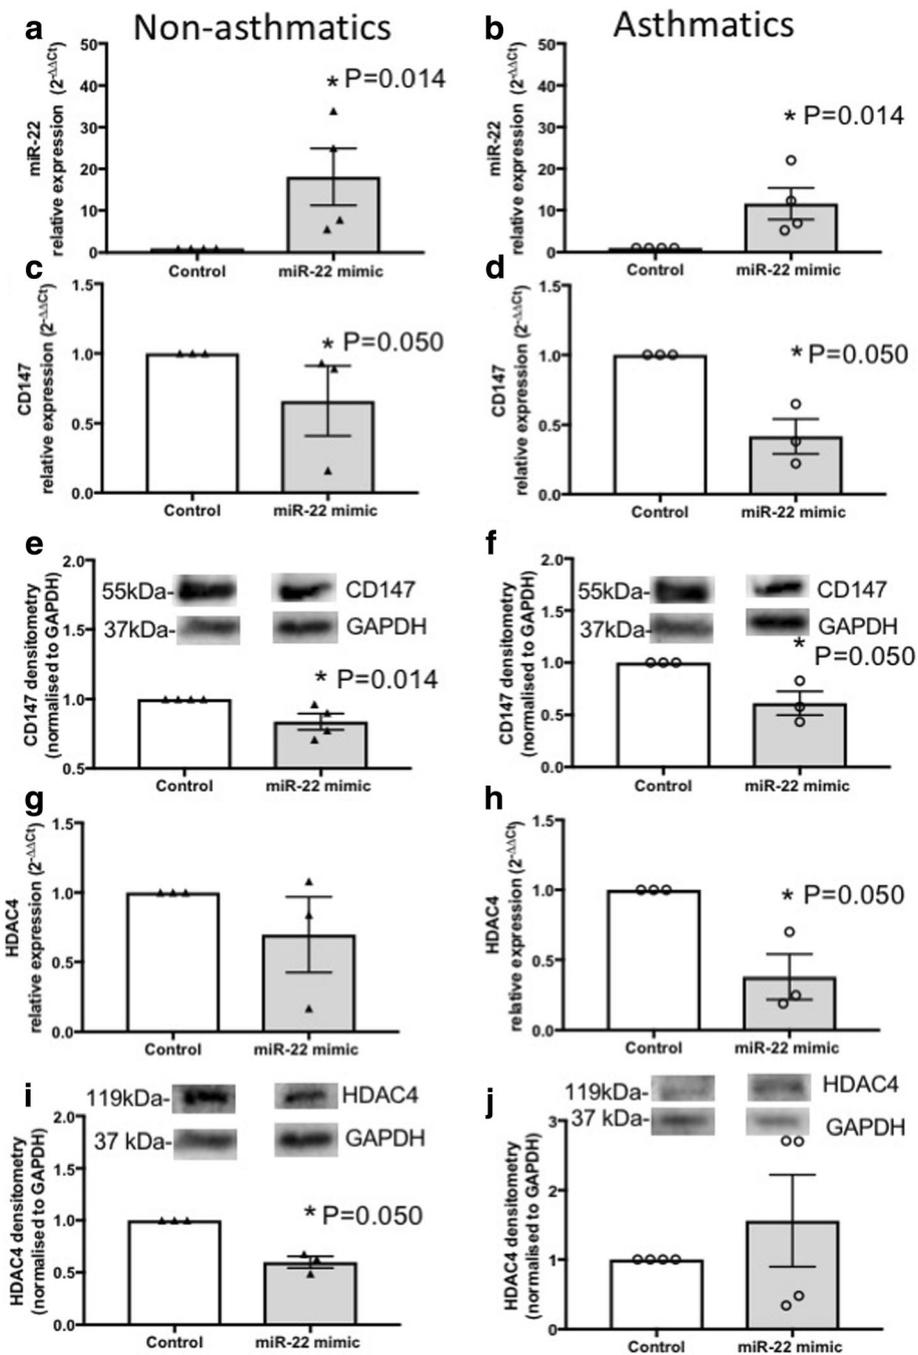 a
Non-asthmatics
miR-22
relative expression (2-ΔΔCt)
50
40
30
20
10
0
* P=0.014
Control
miR-22 mimic
b
Asthmatics
miR-22
relative expression (2-ΔΔCt)
50
40
30
20
10
0
* P=0.014
Control
miR-22 mimic
c
CD147
relative expression (2-ΔΔCt)
1.5
1.0
0.5
0.0
* P=0.050
Control
miR-22 mimic
d
CD147
relative expression (2-ΔΔCt)
1.5
1.0
0.5
0.0
* P=0.050
Control
miR-22 mimic
e
CD147 densitometry
(normalised to GAPDH)
2.0
1.5
1.0
0.5
55kDa-
CD147
37kDa-
GAPDH
* P=0.014
Control
miR-22 mimic
f
CD147 densitometry
(normalised to GAPDH)
2.0
1.5
1.0
0.5
0.0
55kDa-
CD147
37kDa-
GAPDH
*
P=0.050
Control
miR-22 mimic
g
HDAC4
relative expression (2-ΔΔCt)
1.5
1.0
0.5
0.0
Control
miR-22 mimic
h
HDAC4
relative expression (2-ΔΔCt)
1.5
1.0
0.5
0.0
* P=0.050
Control
miR-22 mimic
i
HDAC4 densitometry
(normalised to GAPDH)
2.0
1.5
1.0
0.5
0.0
119kDa-
HDAC4
37 kDa-
GAPDH
* P=0.050
Control
miR-22 mimic
j
HDAC4 densitometry
(normalised to GAPDH)
3
2
1
0
119kDa-
HDAC4
37 kDa-
GAPDH
Control
miR-22 mimic